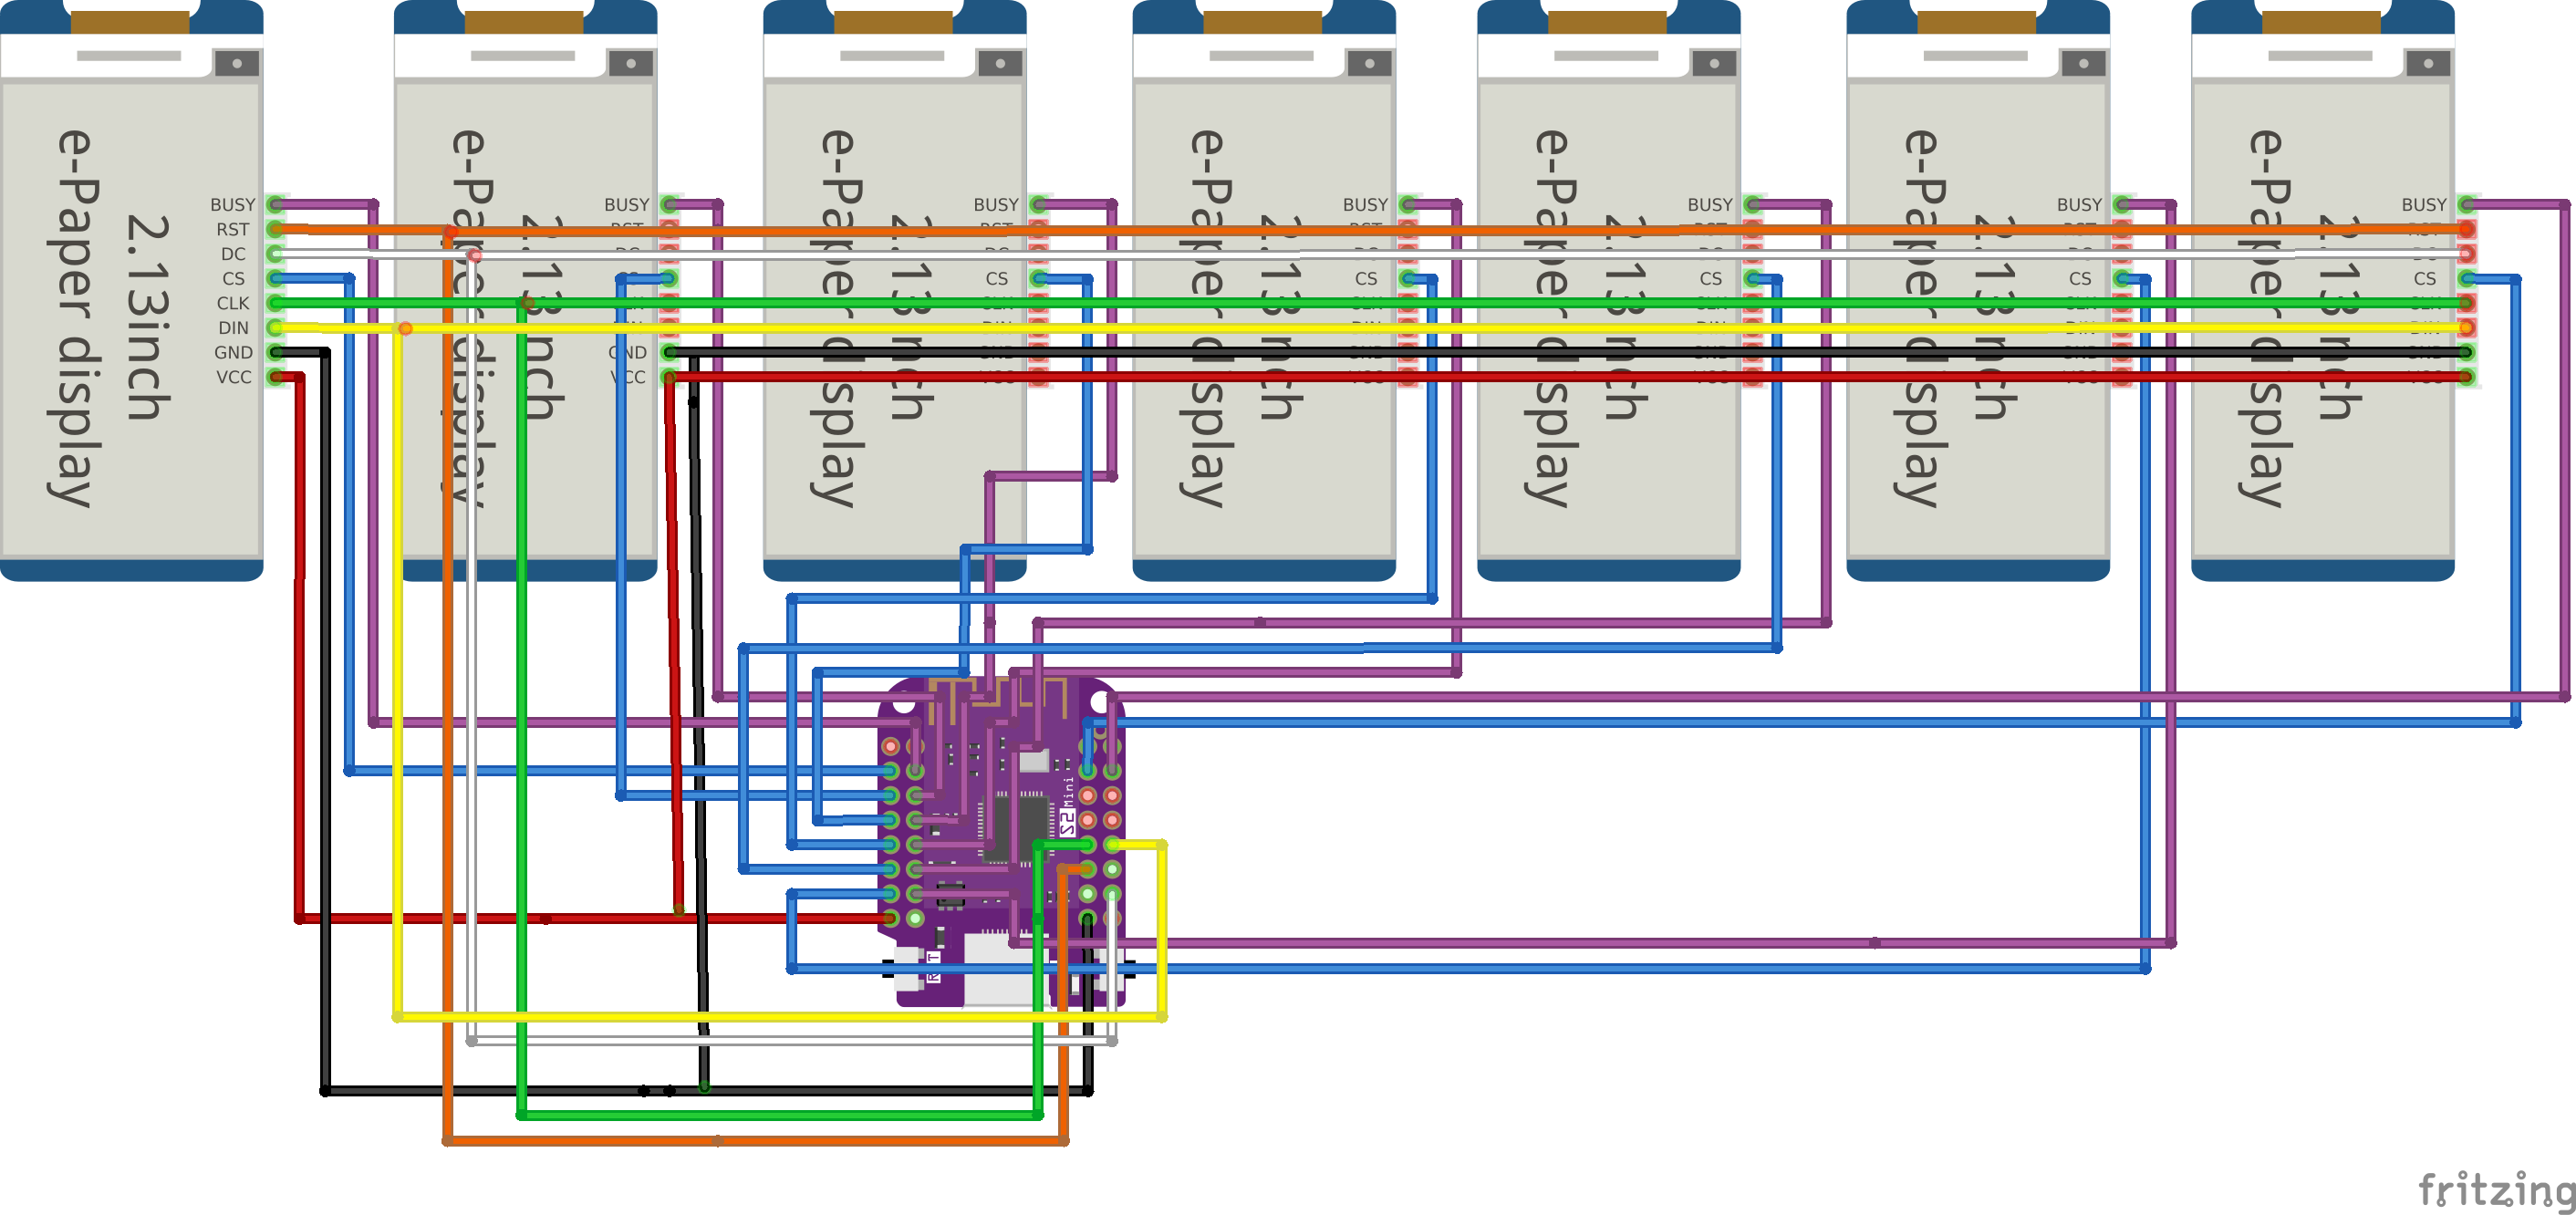 2.13inch
e-Paper display
BUSY
RST
DC
CS
CLK
DIN
GND
VCC
2.13inch
e-Paper display
BUSY
CS
GND
VCC
2.13inch
e-Paper display
BUSY
CS
2.13inch
e-Paper display
BUSY
CS
2.13inch
e-Paper display
BUSY
CS
2.13inch
e-Paper display
BUSY
CS
2.13inch
e-Paper display
BUSY
CS
S2 Mini
fritzing